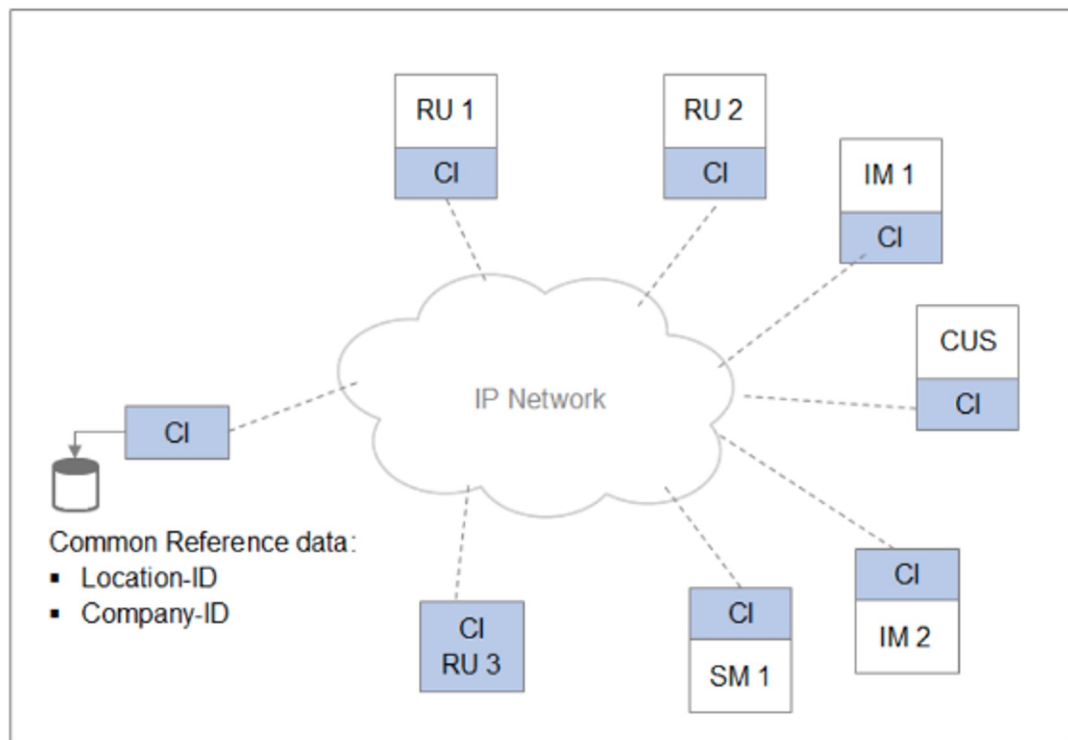 RU 1
CI
RU 2
CI
IM 1
CI
CUS
CI
IP Network
CI
Common Reference data:
▪ Location-ID
▪ Company-ID
CI
RU 3
CI
SM 1
CI
IM 2